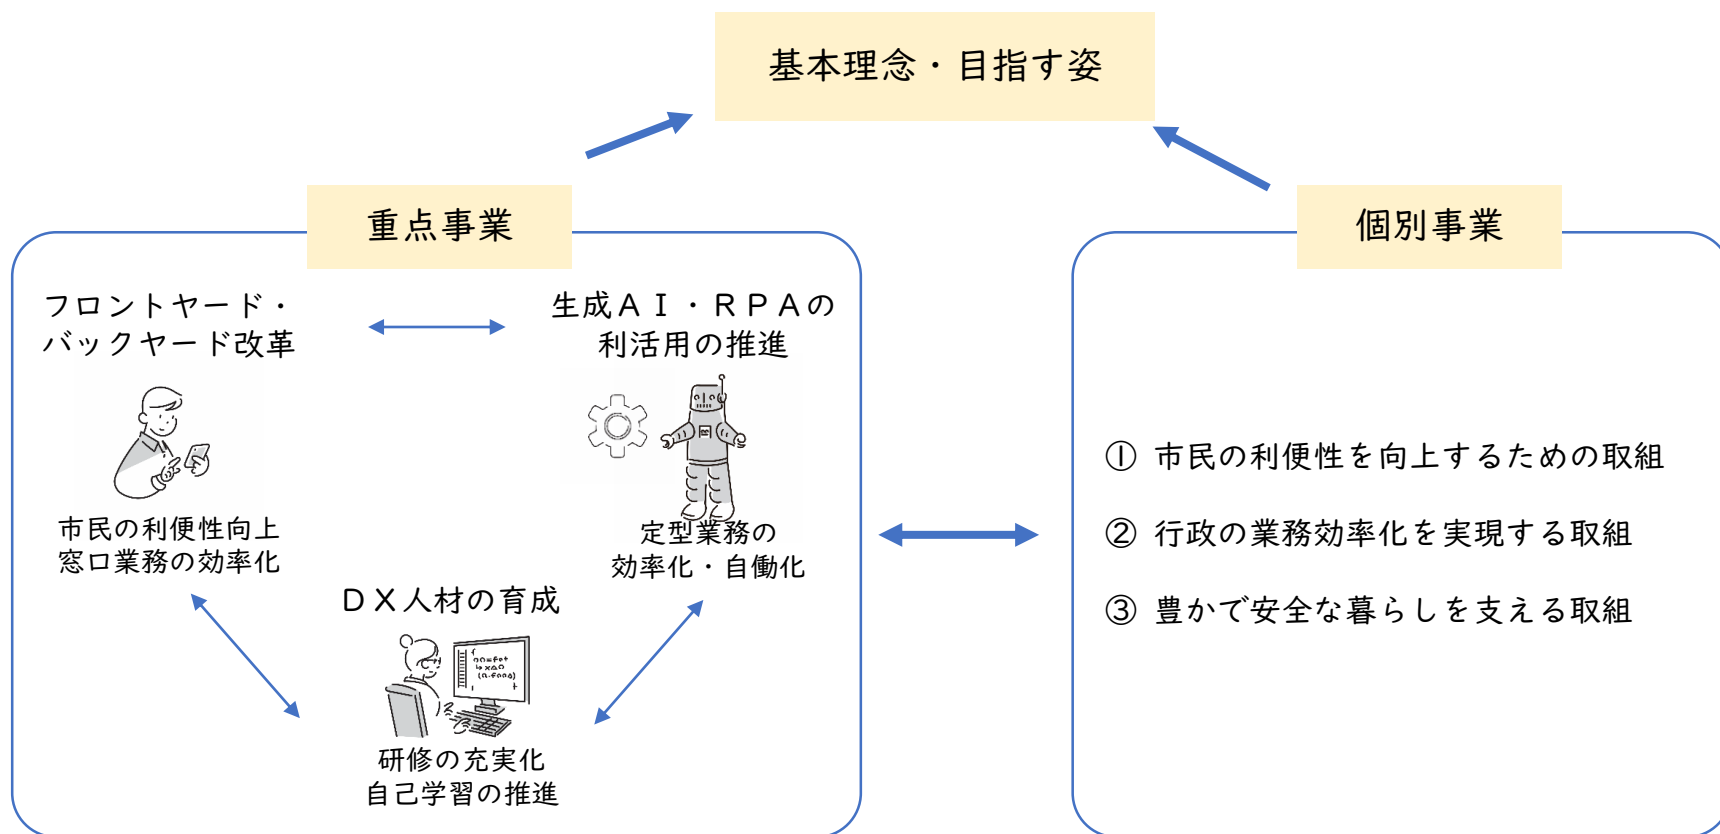 基本理念・目指す姿
重点事業
フロントヤード・
バックヤード改革
生成ＡＩ・ＲＰＡの
利活用の推進
市民の利便性向上
窓口業務の効率化
定型業務の
効率化・自働化
ＤＸ人材の育成
研修の充実化
自己学習の推進
個別事業
① 市民の利便性を向上するための取組
② 行政の業務効率化を実現する取組
③ 豊かで安全な暮らしを支える取組